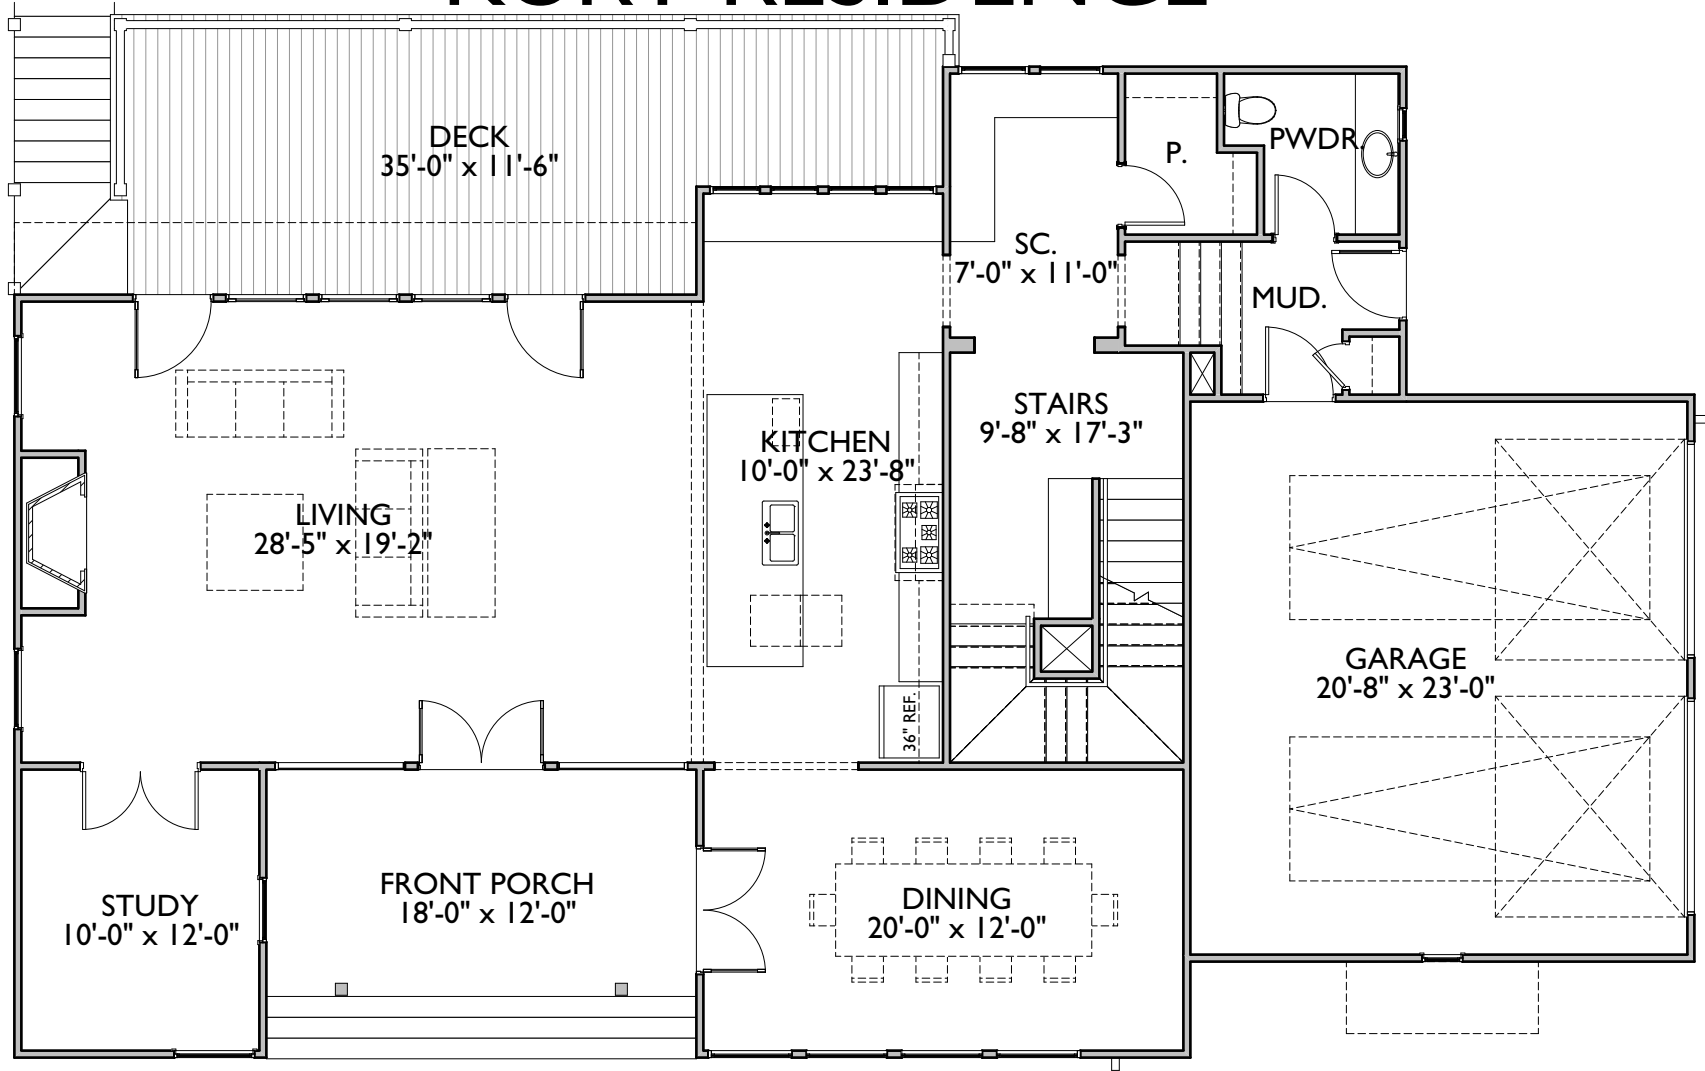 RESIDENCE
DECK
35'-0" x 11'-6"
PWDR.
P.
SC.
7'-0" x 11'-0"
MUD.
STAIRS
9'-8" x 17'-3"
KITCHEN
10'-0" x 23'-8"
LIVING
28'-5" x 19'-2"
GARAGE
20'-8" x 23'-0"
36" REF.
FRONT PORCH
18'-0" x 12'-0"
DINING
20'-0" x 12'-0"
STUDY
10'-0" x 12'-0"